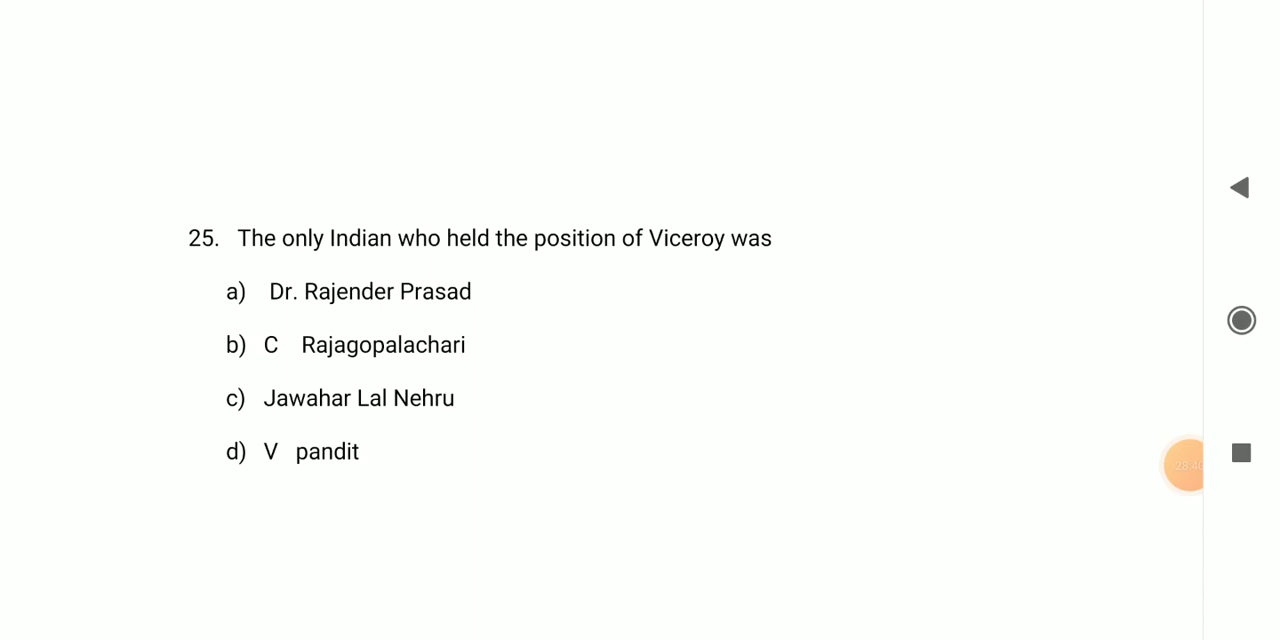 25. The only Indian who held the position of Viceroy was
a) Dr. Rajender Prasad
b) C Rajagopalachari
c) Jawahar Lal Nehru
d) V pandit